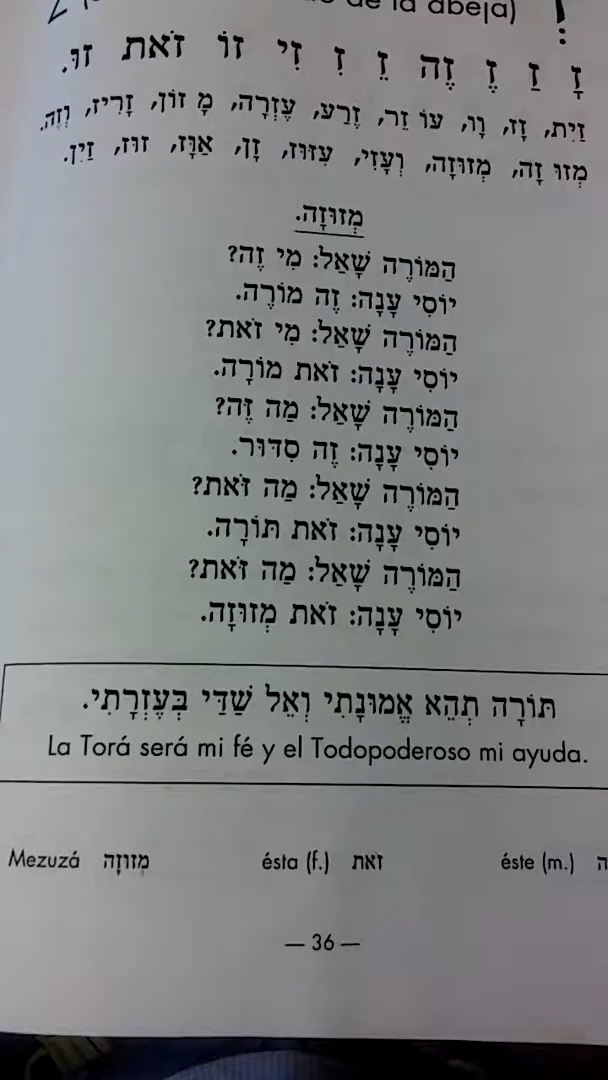 de la abeja)
זָ זַ זֶ זֶה זֵ זִ זִי זוֹ זֹאת זוּ.
זַיִת, זָז, זָוּ, עוֹ זֵר, זֶרַע, עֶזְרָה, מָ זוֹן, זָרִיז, וְזֶה.
מְזוּ זָה, מְזוּזָה, וְעָזִי, עִזּוּז, זָן, אַוָּז, זוּז, זַיִן.
מְזוּזָה.
הַמּוֹרֶה שָׁאַל: מִי זֶה?
יוֹסִי עָנָה: זֶה מוֹרֶה.
הַמּוֹרֶה שָׁאַל: מִי זֹאת?
יוֹסִי עָנָה: זֹאת מוֹרָה.
הַמּוֹרֶה שָׁאַל: מַה זֶּה?
יוֹסִי עָנָה: זֶה סִדּוּר.
הַמּוֹרֶה שָׁאַל: מַה זֹּאת?
יוֹסִי עָנָה: זֹאת תּוֹרָה.
הַמּוֹרֶה שָׁאַל: מַה זֹּאת?
יוֹסִי עָנָה: זֹאת מְזוּזָה.
תּוֹרָה תְּהֵא אֱמוּנָתִי וְאֵל שַׁדַּי בְּעֶזְרָתִי.
La Torá será mi fé y el Todopoderoso mi ayuda.
Mezuzá מְזוּזָה ésta (f.) זֹאת éste (m.)
— 36 —